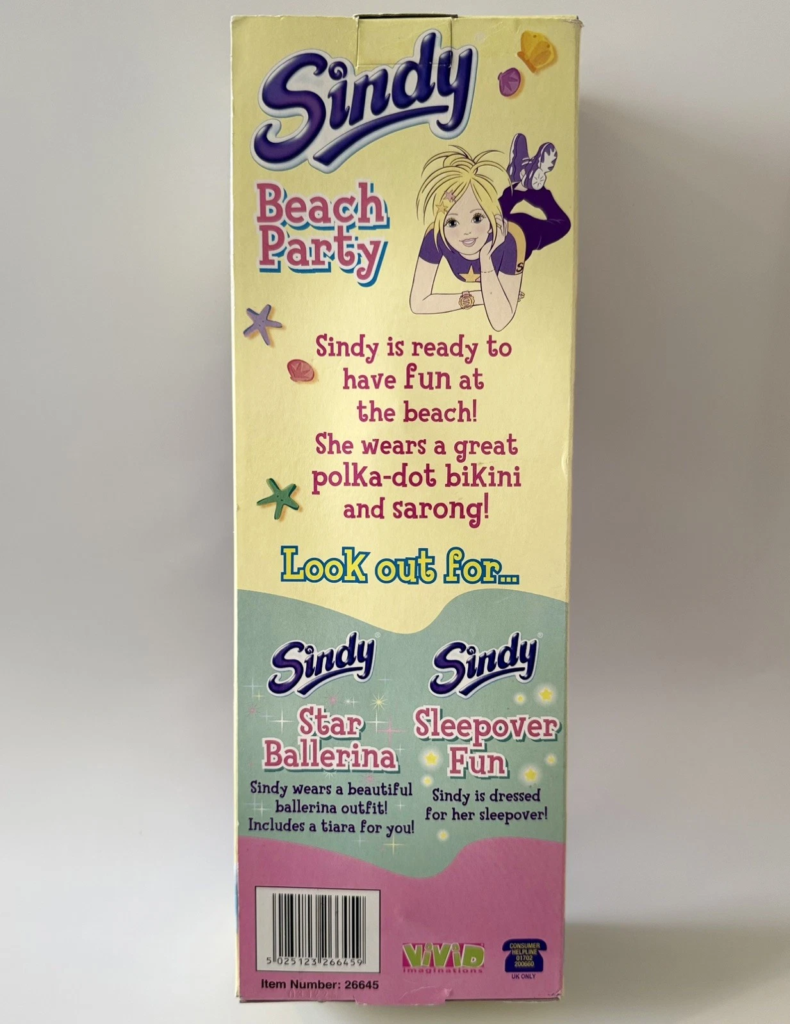 Sindy
Beach
Party
Sindy is ready to
have fun at
the beach!
She wears a great
polka-dot bikini
and sarong!
Look out for...
Sindy
Star
Ballerina
Sindy wears a beautiful
ballerina outfit!
Includes a tiara for you!
Sindy
Sleepover
Fun
Sindy is dressed
for her sleepover!
5 025123 266459
Item Number: 26645
ViViD
imaginations
CONSUMER
HELPLINE
01702
200660
UK ONLY